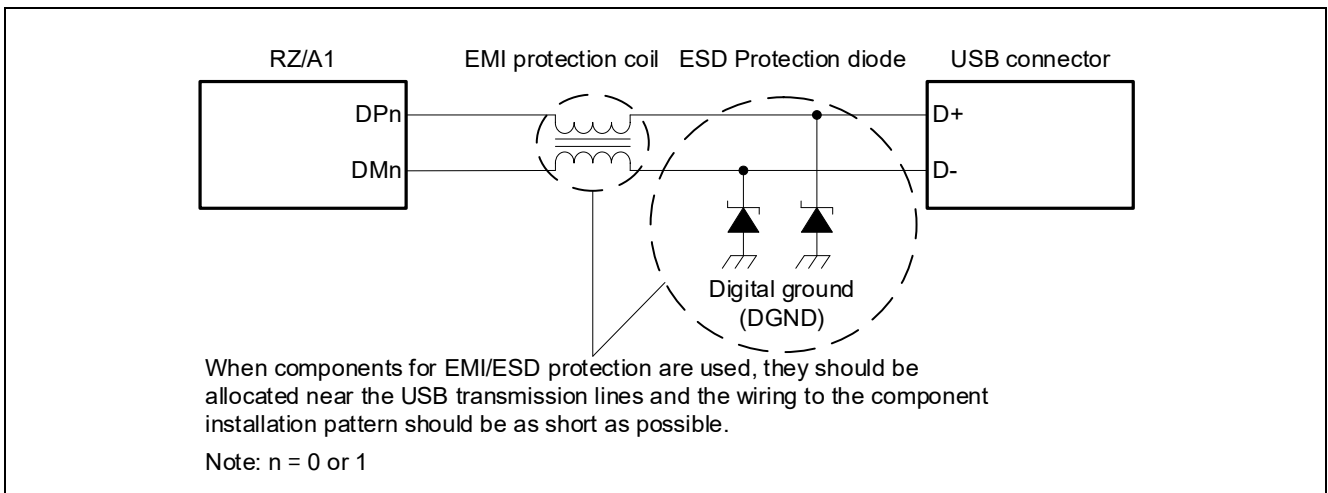 RZ/A1 EMI protection coil ESD Protection diode USB connector
DPn D+
DMn D-
Digital ground
(DGND)
When components for EMI/ESD protection are used, they should be
allocated near the USB transmission lines and the wiring to the component
installation pattern should be as short as possible.
Note: n = 0 or 1